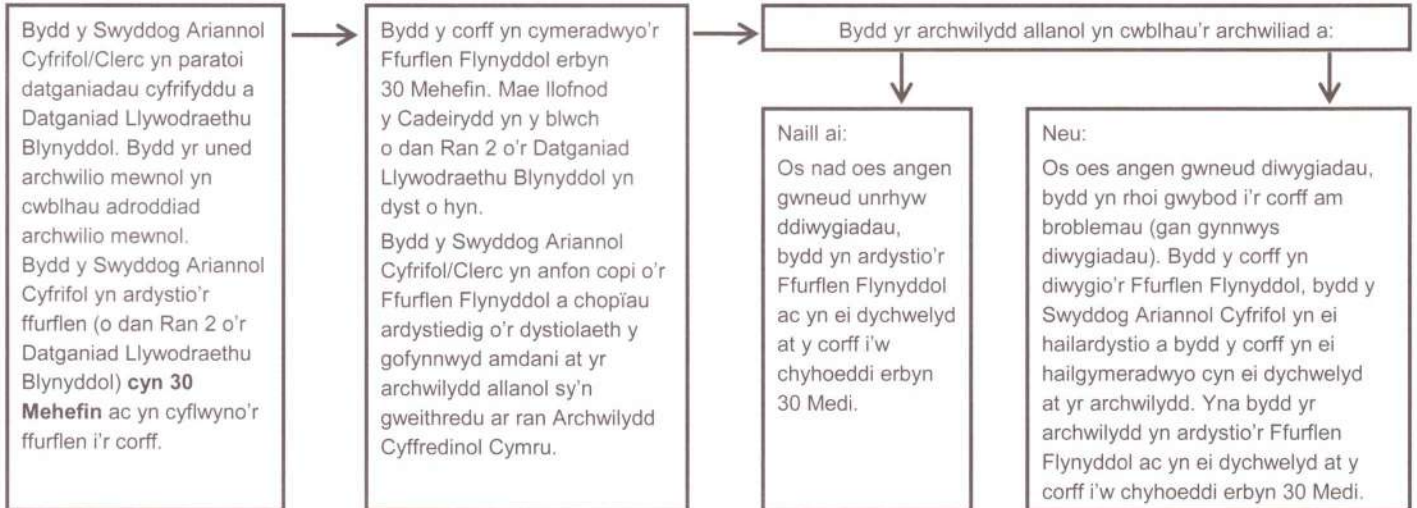 Bydd y Swyddog Ariannol
Cyfrifol/Clerc yn paratoi
datganiadau cyfrifyddu a
Datganiad Llywodraethu
Blynyddol. Bydd yr uned
archwilio mewnol yn
cwblhau adroddiad
archwilio mewnol.
Bydd y Swyddog Ariannol
Cyfrifol yn ardystio'r
ffurflen (o dan Ran 2 o'r
Datganiad Llywodraethu
Blynyddol) cyn 30
Mehefin ac yn cyflwyno'r
ffurflen i'r corff.
Bydd y corff yn cymeradwyo'r
Ffurflen Flynyddol erbyn
30 Mehefin. Mae llofnod
y Cadeirydd yn y blwch
o dan Ran 2 o'r Datganiad
Llywodraethu Blynyddol yn
dyst o hyn.
Bydd y Swyddog Ariannol
Cyfrifol/Clerc yn anfon copi o'r
Ffurflen Flynyddol a chopïau
ardystiedig o'r dystiolaeth y
gofynnwyd amdani at yr
archwilydd allanol sy'n
gweithredu ar ran Archwilydd
Cyffredinol Cymru.
Bydd yr archwilydd allanol yn cwblhau'r archwiliad a:
Naill ai:
Os nad oes angen
gwneud unrhyw
ddiwygiadau,
bydd yn ardystio'r
Ffurflen Flynyddol
ac yn ei dychwelyd
at y corff i'w
chyhoeddi erbyn
30 Medi.
Neu:
Os oes angen gwneud diwygiadau,
bydd yn rhoi gwybod i'r corff am
broblemau (gan gynnwys
diwygiadau). Bydd y corff yn
diwygio'r Ffurflen Flynyddol, bydd y
Swyddog Ariannol Cyfrifol yn ei
hailardystio a bydd y corff yn ei
hailgymeradwyo cyn ei dychwelyd
at yr archwilydd. Yna bydd yr
archwilydd yn ardystio'r Ffurflen
Flynyddol ac yn ei dychwelyd at y
corff i'w chyhoeddi erbyn 30 Medi.